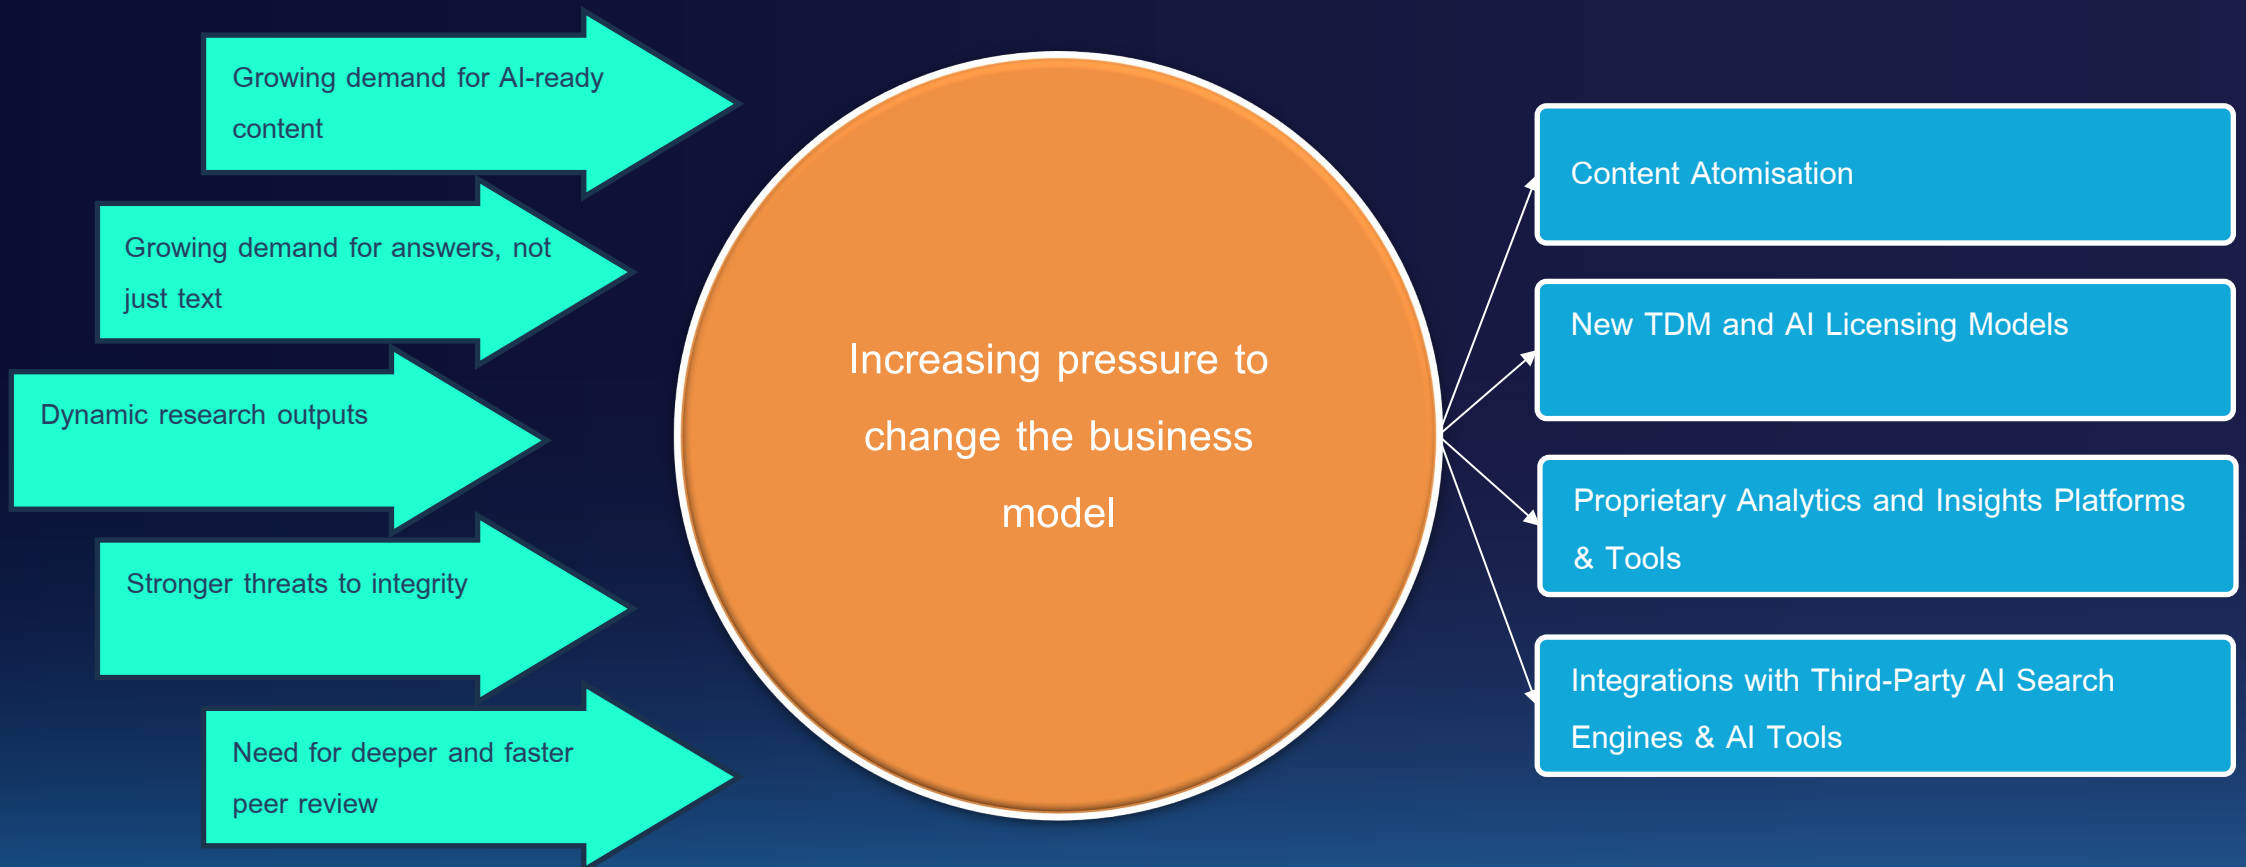 Growing demand for AI-ready
content
Growing demand for answers, not
just text
Dynamic research outputs
Stronger threats to integrity
Need for deeper and faster
peer review
Increasing pressure to
change the business
model
Content Atomisation
New TDM and AI Licensing Models
Proprietary Analytics and Insights Platforms
& Tools
Integrations with Third-Party AI Search
Engines & AI Tools